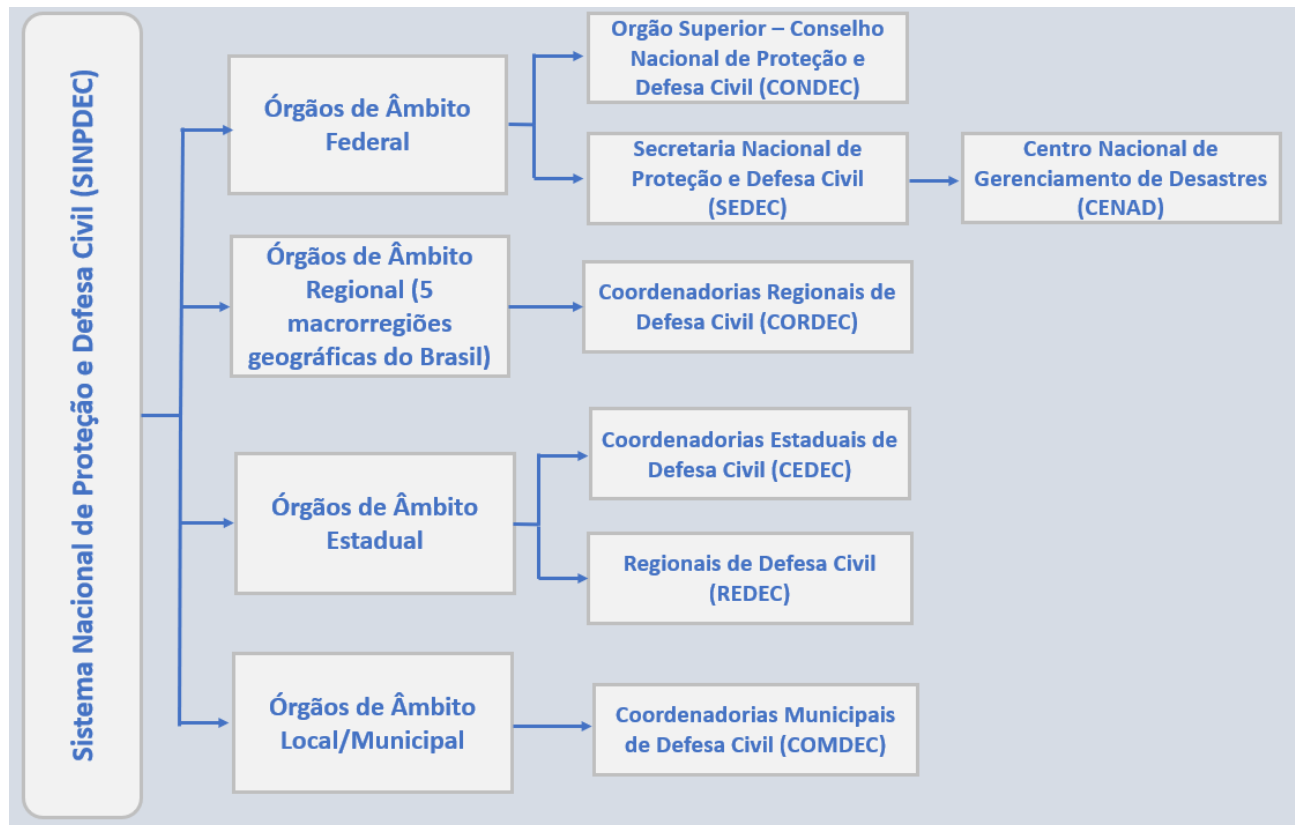 Sistema Nacional de Proteção e Defesa Civil (SINPDEC)
Órgãos de Âmbito
Federal
Orgão Superior – Conselho
Nacional de Proteção e
Defesa Civil (CONDEC)
Secretaria Nacional de
Proteção e Defesa Civil
(SEDEC)
Centro Nacional de
Gerenciamento de Desastres
(CENAD)
Órgãos de Âmbito
Regional (5
macrorregiões
geográficas do Brasil)
Coordenadorias Regionais de
Defesa Civil (CORDEC)
Órgãos de Âmbito
Estadual
Coordenadorias Estaduais de
Defesa Civil (CEDEC)
Regionais de Defesa Civil
(REDEC)
Órgãos de Âmbito
Local/Municipal
Coordenadorias Municipais
de Defesa Civil (COMDEC)